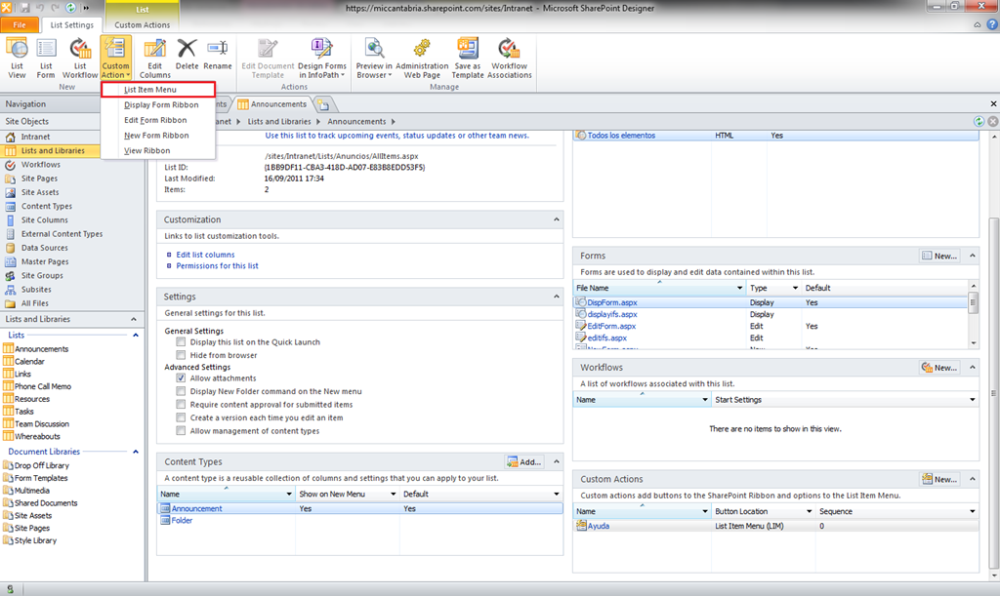 List
https://miccantabria.sharepoint.com/sites/Intranet - Microsoft SharePoint Designer
File
List Settings
Custom Actions
List View
List Form
List Workflow
Custom Action
Edit Columns
Delete
Rename
Edit Document Template
Design Forms in InfoPath
Preview in Browser
Administration Web Page
Save as Template
Workflow Associations
New
Actions
Manage
List Item Menu
Display Form Ribbon
Edit Form Ribbon
New Form Ribbon
View Ribbon
Navigation
Announcements
Site Objects
Lists and Libraries
Announcements
Intranet
Lists and Libraries
Workflows
Site Pages
Site Assets
Content Types
Site Columns
External Content Types
Data Sources
Master Pages
Site Groups
Subsites
All Files
Lists and Libraries
Lists
Announcements
Calendar
Links
Phone Call Memo
Resources
Tasks
Team Discussion
Whereabouts
Document Libraries
Drop Off Library
Form Templates
Multimedia
Shared Documents
Site Assets
Site Pages
Style Library
Use this list to track upcoming events, status updates or other team news.
/sites/Intranet/Lists/Anuncios/AllItems.aspx
List ID: {1BB9DF11-CBA3-418D-AD07-E83B8EDD53F5}
Last Modified: 16/09/2011 17:34
Items: 2
Customization
Links to list customization tools.
Edit list columns
Permissions for this list
Settings
General settings for this list.
General Settings
Display this list on the Quick Launch
Hide from browser
Advanced Settings
Allow attachments
Display New Folder command on the New menu
Require content approval for submitted items
Create a version each time you edit an item
Allow management of content types
Content Types Add...
A content type is a reusable collection of columns and settings that you can apply to your list.
Name Show on New Menu Default
Announcement Yes Yes
Folder
Todos los elementos HTML Yes
Forms New...
Forms are used to display and edit data contained within this list.
File Name Type Default
DispForm.aspx Display Yes
displayifs.aspx Display
EditForm.aspx Edit Yes
editifs.aspx Edit
NewForm.aspx New Yes
Workflows New...
A list of workflows associated with this list.
Name Start Settings
There are no items to show in this view.
Custom Actions New...
Custom actions add buttons to the SharePoint Ribbon and options to the List Item Menu.
Name Button Location Sequence
Ayuda List Item Menu (LIM) 0